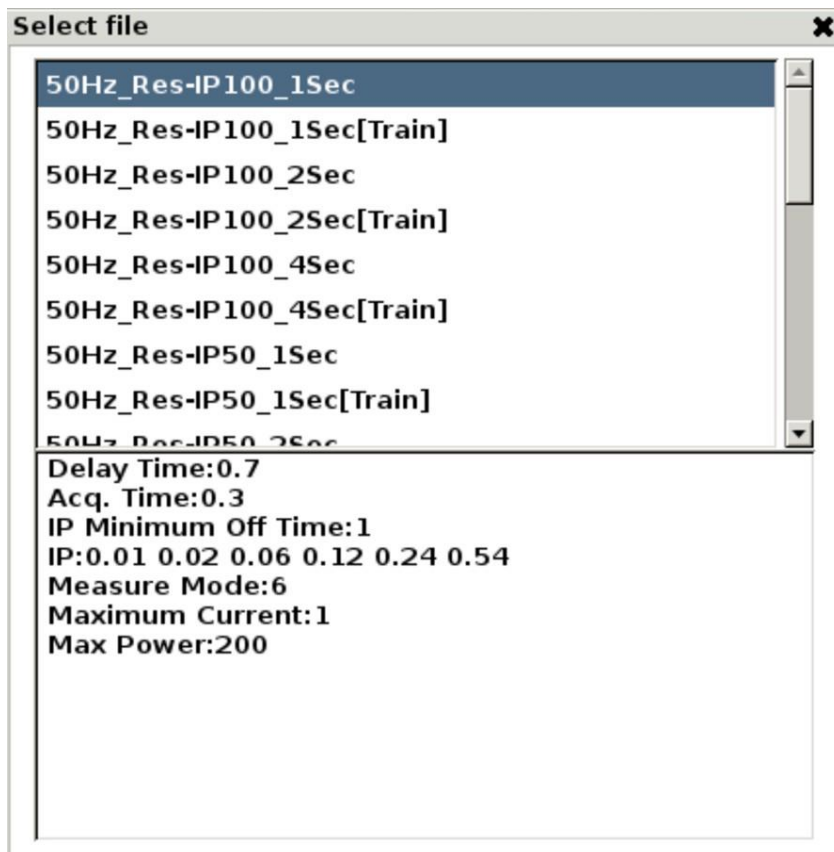 Select file
50Hz_Res-IP100_1Sec
50Hz_Res-IP100_1Sec[Train]
50Hz_Res-IP100_2Sec
50Hz_Res-IP100_2Sec[Train]
50Hz_Res-IP100_4Sec
50Hz_Res-IP100_4Sec[Train]
50Hz_Res-IP50_1Sec
50Hz_Res-IP50_1Sec[Train]
50Hz_Res-IP50_2Sec
Delay Time:0.7
Acq. Time:0.3
IP Minimum Off Time:1
IP:0.01 0.02 0.06 0.12 0.24 0.54
Measure Mode:6
Maximum Current:1
Max Power:200